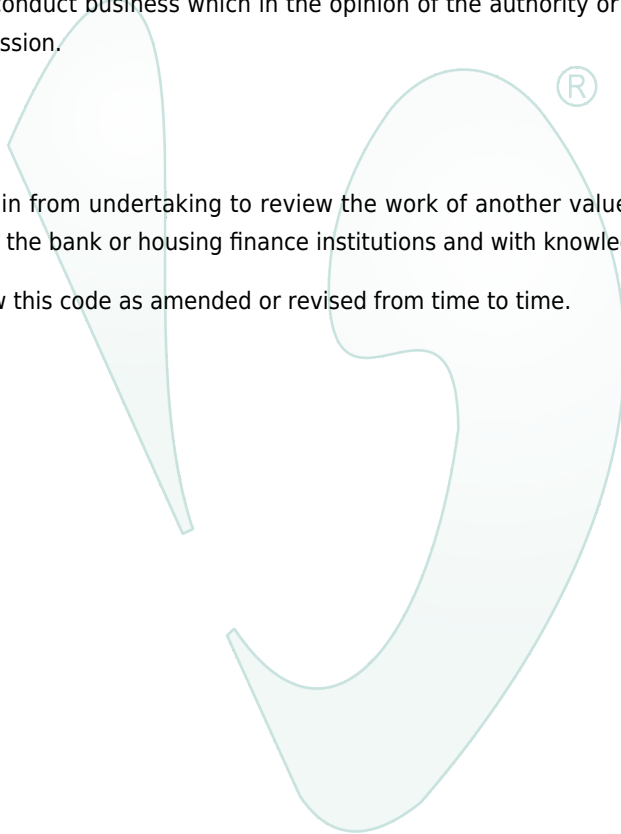 conduct business which in the opinion of the authority or
ssion.
®
in from undertaking to review the work of another value
the bank or housing finance institutions and with knowle
w this code as amended or revised from time to time.